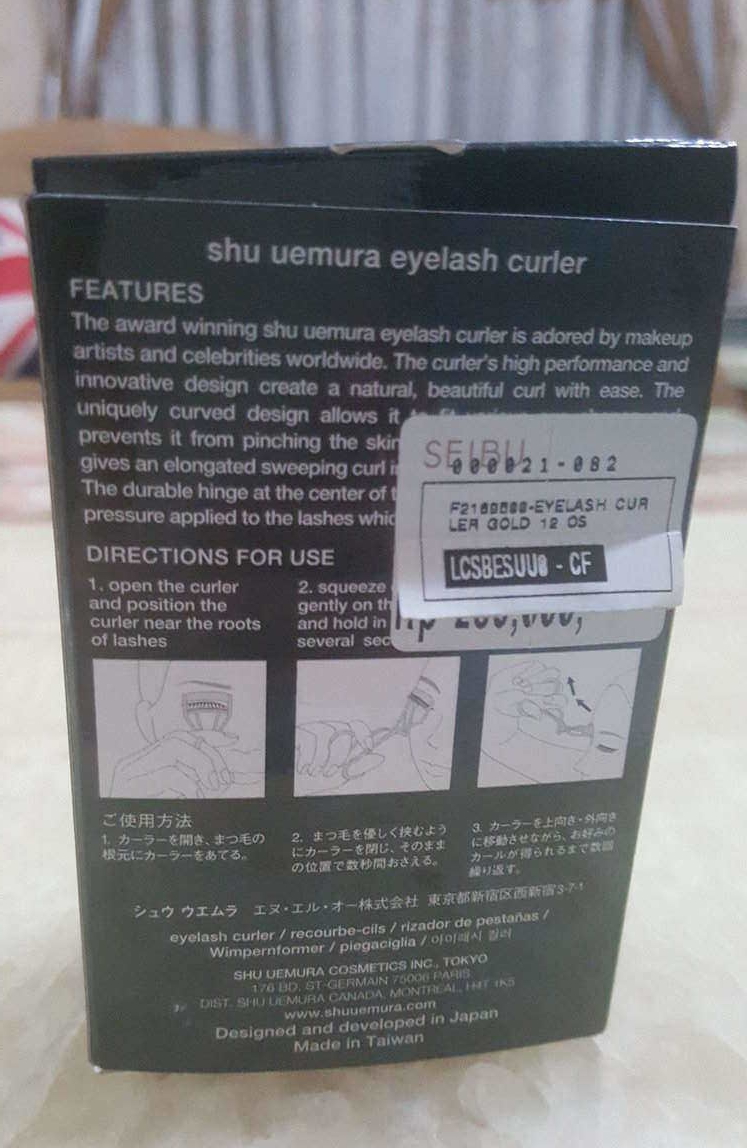 shu uemura eyelash curler
FEATURES
The award winning shu uemura eyelash curler is adored by makeup
artists and celebrities worldwide. The curler's high performance and
innovative design create a natural, beautiful curl with ease. The
uniquely curved design allows it
prevents it from pinching the skin
gives an elongated sweeping curl
The durable hinge at the center of
pressure applied to the lashes
SEIBU
000021-082
EYELASH CUR
LER GOLD 12 OS
LCSBESUU8 - CF
Rp
DIRECTIONS FOR USE
1. open the curler
and position the
curler near the roots
of lashes
2. squeeze
gently on
and hold in
several
ご使用方法
1. カーラーを開き、まつ毛の
根元にカーラーをあてる。
2. まつ毛を優しく挟むよう
にカーラーを閉じ、そのまま
の位置で数秒間おさえる。
3. カーラーを上向き・外向き
に移動させながら、お好みの
カールが得られるまで数回
繰り返す。
シュウ ウエムラ エヌ・エル・オー株式会社 東京都新宿区西新宿3-7-1
eyelash curler / recourbe-cils / rizador de pestañas /
Wimpernformer / piegaciglia / 아이래시 컬러
SHU UEMURA COSMETICS INC., TOKYO
176 BD. ST-GERMAIN 75006 PARIS
DIST. SHU UEMURA CANADA, MONTREAL, H4T 1K5
www.shuuemura.com
Designed and developed in Japan
Made in Taiwan